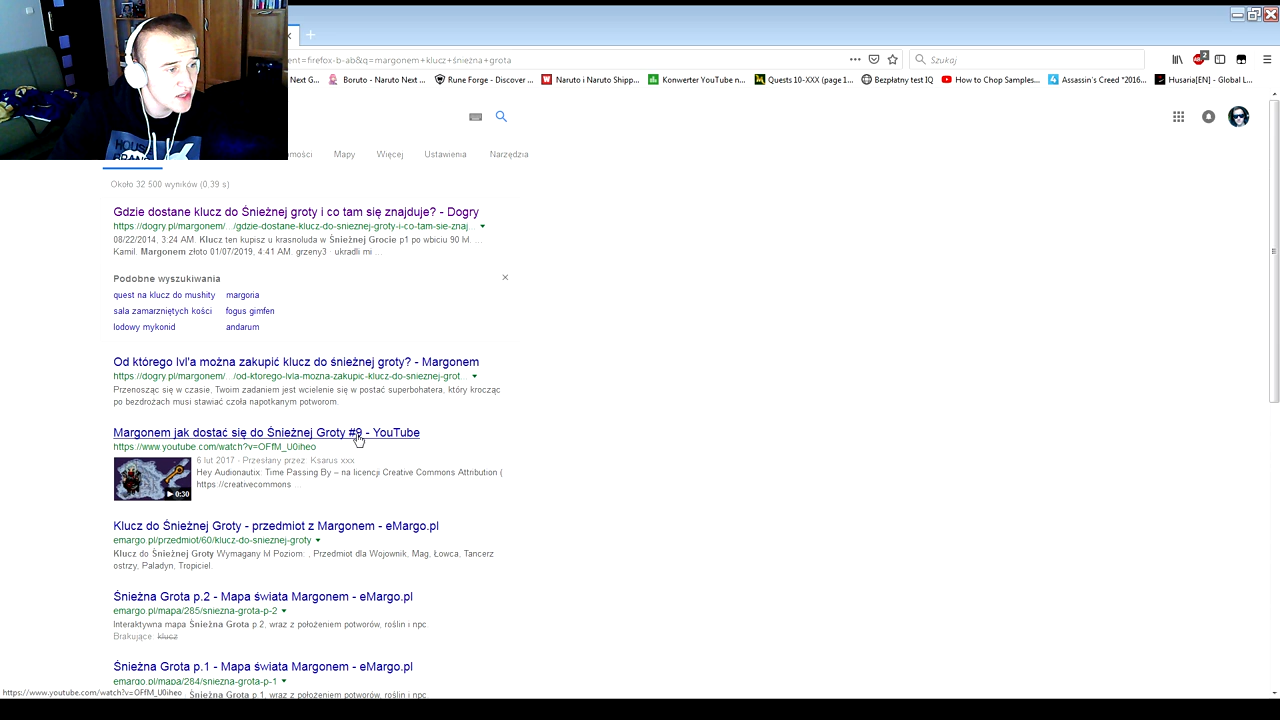 ent=firefox-b-ab&q=margonem+klucz+śnieżna+grota
Szukaj
Next G...
Boruto - Naruto Next ...
Rune Forge - Discover ...
Naruto i Naruto Shipp...
Konwerter YouTube n...
Quests 10-XXX (page 1...
Bezpłatny test IQ
How to Chop Samples...
Assassin's Creed "2016...
Husaria[EN] - Global L...
Mapy
Więcej
Ustawienia
Narzędzia
Około 32 500 wyników (0,39 s)
Gdzie dostane klucz do Śnieżnej groty i co tam się znajduje? - Dogry
https://dogry.pl/margonem/.../gdzie-dostane-klucz-do-snieznej-groty-i-co-tam-sie-znaj...
08/22/2014, 3:24 AM. Klucz ten kupisz u krasnoluda w Śnieżnej Grocie p1 po wbiciu 90 lvl. ...
Kamil. Margonem złoto 01/07/2019, 4:41 AM. grzeny3 · ukradli mi ...
Podobne wyszukiwania
quest na klucz do mushity
margoria
sala zamarzniętych kości
fogus gimfen
lodowy mykonid
andarum
Od którego lvl'a można zakupić klucz do śnieżnej groty? - Margonem
https://dogry.pl/margonem/.../od-ktorego-lvla-mozna-zakupic-klucz-do-snieznej-grot...
Przenosząc się w czasie, Twoim zadaniem jest wcielenie się w postać superbohatera, który krocząc
po bezdrożach musi stawiać czoła napotkanym potworom.
Margonem jak dostać się do Śnieżnej Groty #9 - YouTube
https://www.youtube.com/watch?v=OFfM_U0iheo
6 lut 2017 - Przesłany przez: Ksarus xxx
Hey Audionautix: Time Passing By – na licencji Creative Commons Attribution (
https://creativecommons ...
0:30
Klucz do Śnieżnej Groty - przedmiot z Margonem - eMargo.pl
emargo.pl/przedmiot/60/klucz-do-snieznej-groty
Klucz do Śnieżnej Groty Wymagany lvl Poziom: , Przedmiot dla Wojownik, Mag, Łowca, Tancerz
ostrzy, Paladyn, Tropiciel.
Śnieżna Grota p.2 - Mapa świata Margonem - eMargo.pl
emargo.pl/mapa/285/sniezna-grota-p-2
Interaktywna mapa Śnieżna Grota p 2, wraz z położeniem potworów, roślin i npc.
Brakujące: klucz
Śnieżna Grota p.1 - Mapa świata Margonem - eMargo.pl
emargo.pl/mapa/284/sniezna-grota-p-1
Śnieżna Grota p 1, wraz z położeniem potworów, roślin i npc.
https://www.youtube.com/watch?v=OFfM_U0iheo